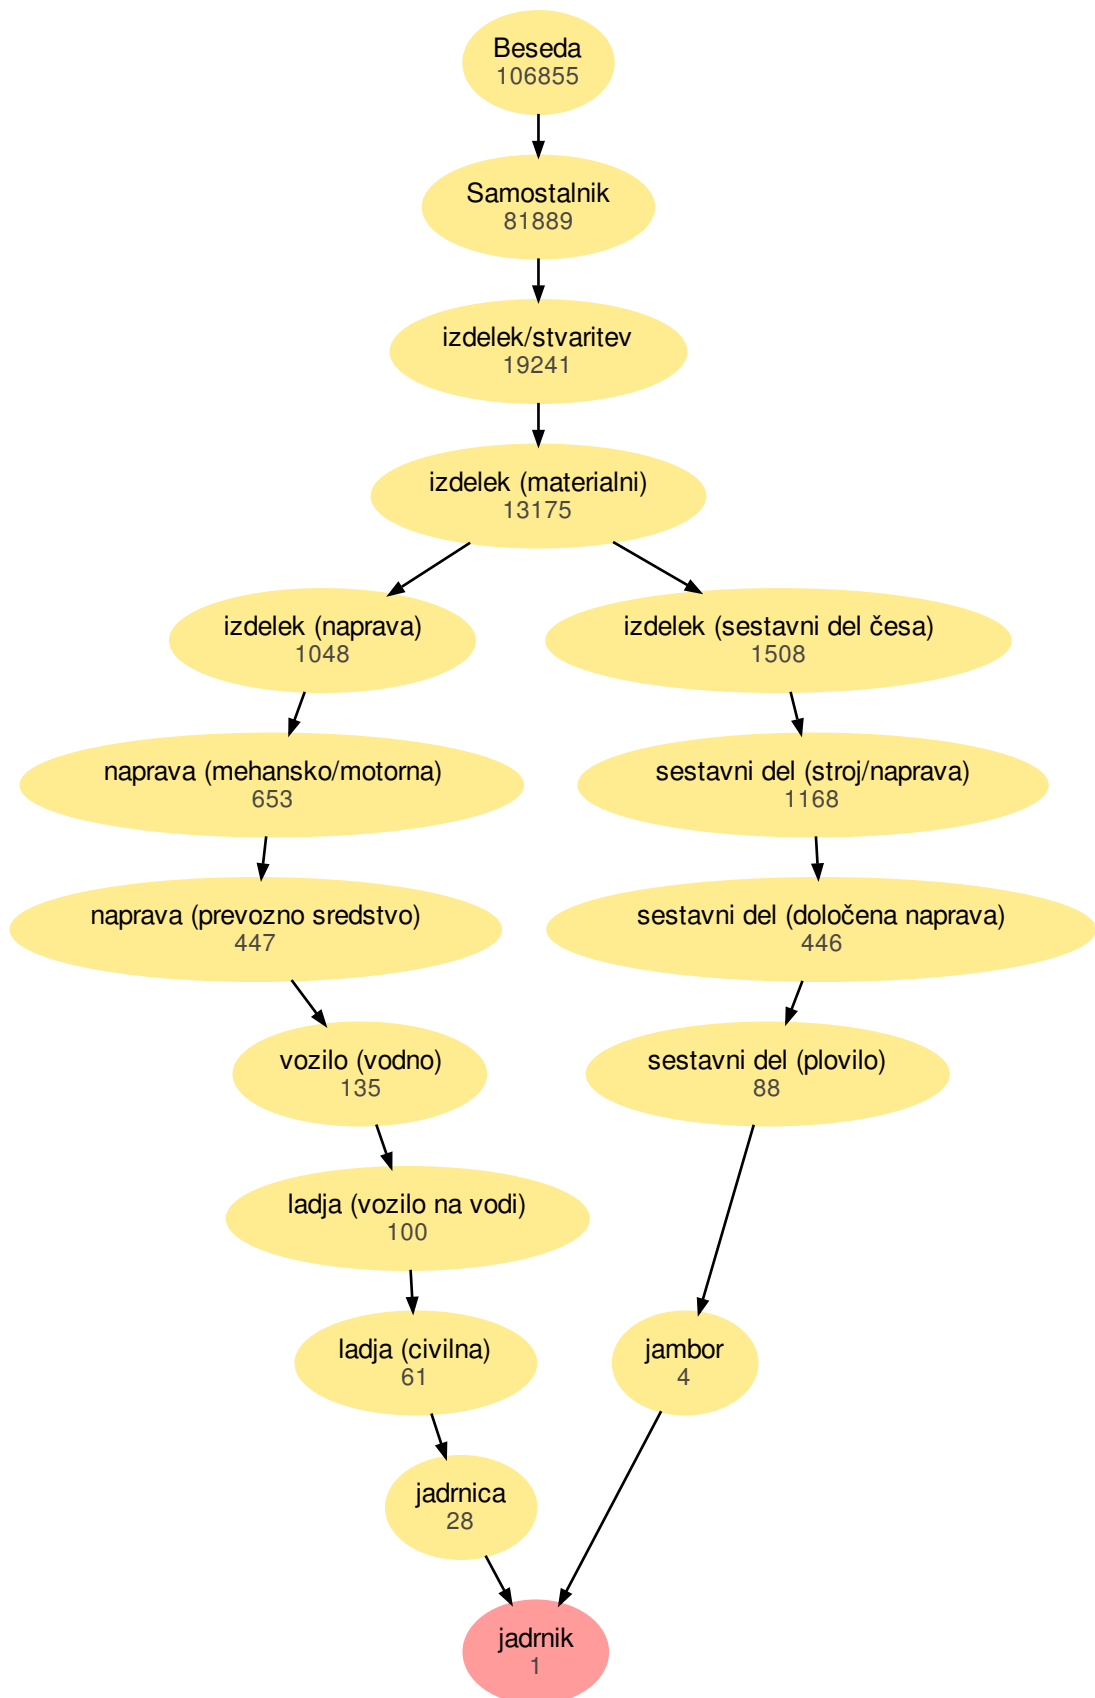 Beseda
106855
Samostalnik
81889
izdelek/stvaritev
19241
izdelek (materialni)
13175
izdelek (naprava)
1048
izdelek (sestavni del česa)
1508
naprava (mehansko/motorna)
653
sestavni del (stroj/naprava)
1168
naprava (prevozno sredstvo)
447
sestavni del (določena naprava)
446
vozilo (vodno)
135
sestavni del (plovilo)
88
ladja (vozilo na vodi)
100
ladja (civilna)
61
jambor
4
jadrnica
28
jadrnik
1